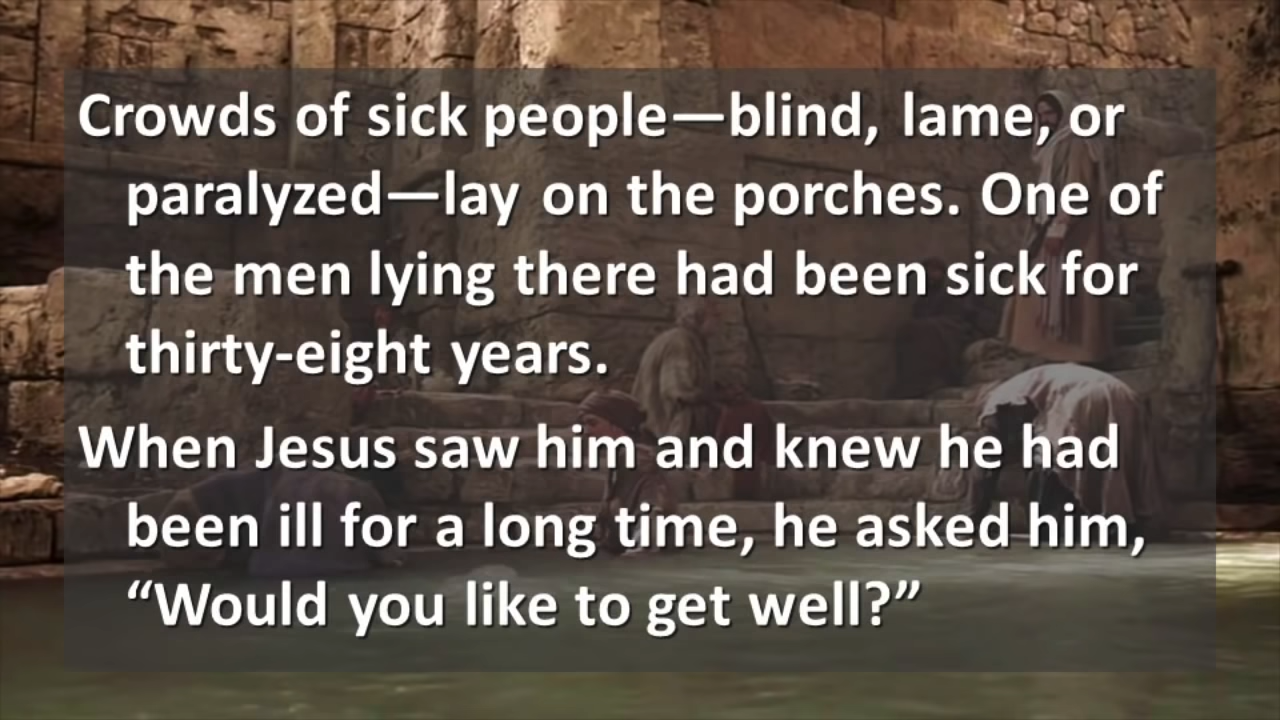 Crowds of sick people—blind, lame, or
paralyzed—lay on the porches. One of
the men lying there had been sick for
thirty-eight years.
When Jesus saw him and knew he had
been ill for a long time, he asked him,
“Would you like to get well?”